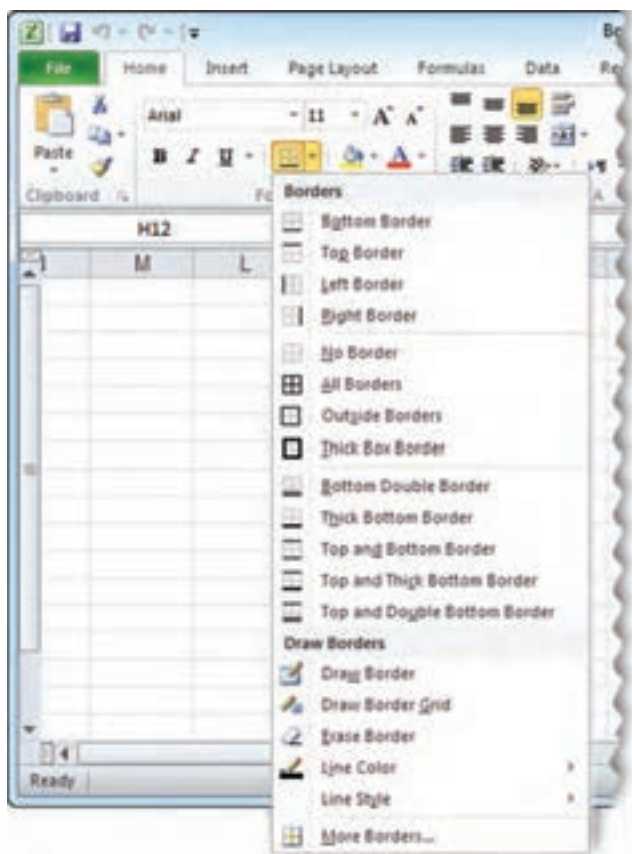 Bo
File Home Insert Page Layout Formulas Data Re
Arial 11 A A
Paste B I U A
Clipboard Fo A
H12
M L
Borders
Bottom Border
Top Border
Left Border
Right Border
No Border
All Borders
Outside Borders
Thick Box Border
Bottom Double Border
Thick Bottom Border
Top and Bottom Border
Top and Thick Bottom Border
Top and Double Bottom Border
Draw Borders
Draw Border
Draw Border Grid
Erase Border
Line Color
Line Style
More Borders...
Ready